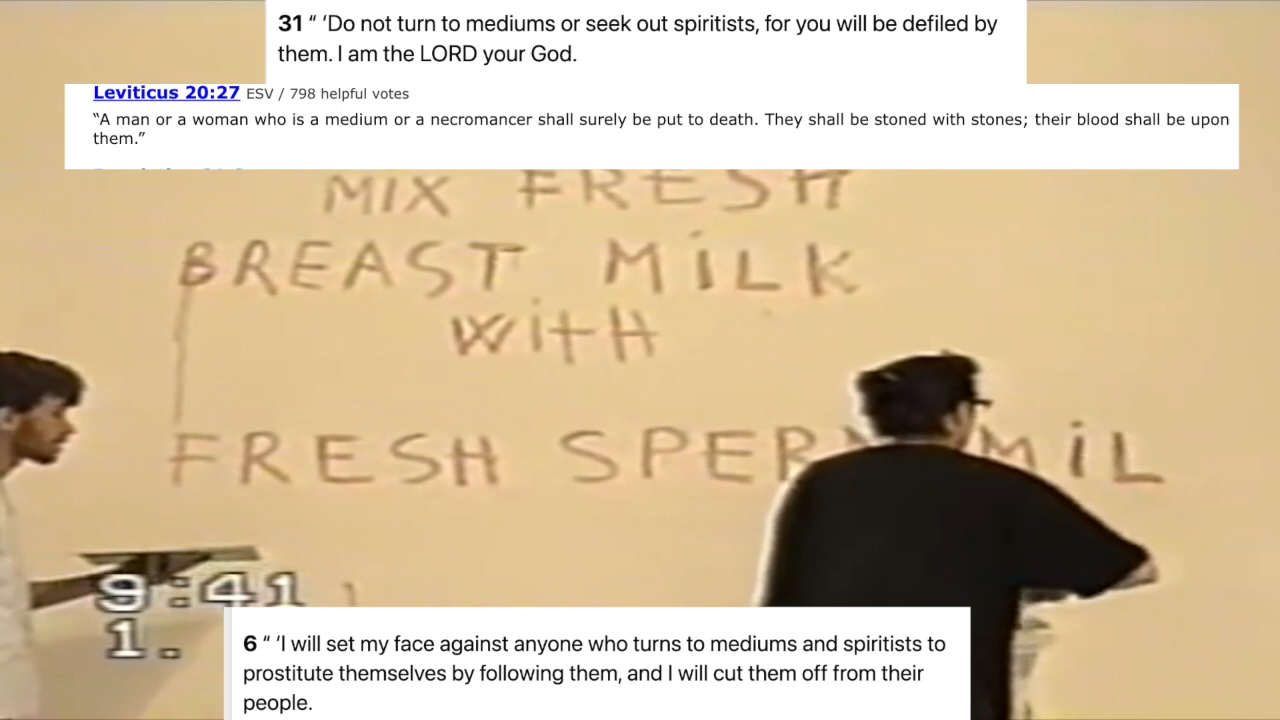 31 “ ‘Do not turn to mediums or seek out spiritists, for you will be defiled by
them. I am the LORD your God.
Leviticus 20:27 ESV / 798 helpful votes
“A man or a woman who is a medium or a necromancer shall surely be put to death. They shall be stoned with stones; their blood shall be upon
them.”
MIX FRESH
BREAST MiLK
WitH
FRESH SPER MiL
9:41
1.
6 “ ‘I will set my face against anyone who turns to mediums and spiritists to
prostitute themselves by following them, and I will cut them off from their
people.